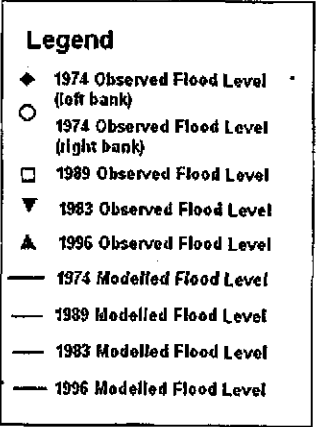 Legend
1974 Observed Flood Level
(left bank)
1974 Observed Flood Level
(right bank)
1989 Observed Flood Level
1983 Observed Flood Level
1996 Observed Flood Level
1974 Modelled Flood Level
1989 Modelled Flood Level
1983 Modelled Flood Level
1996 Modelled Flood Level